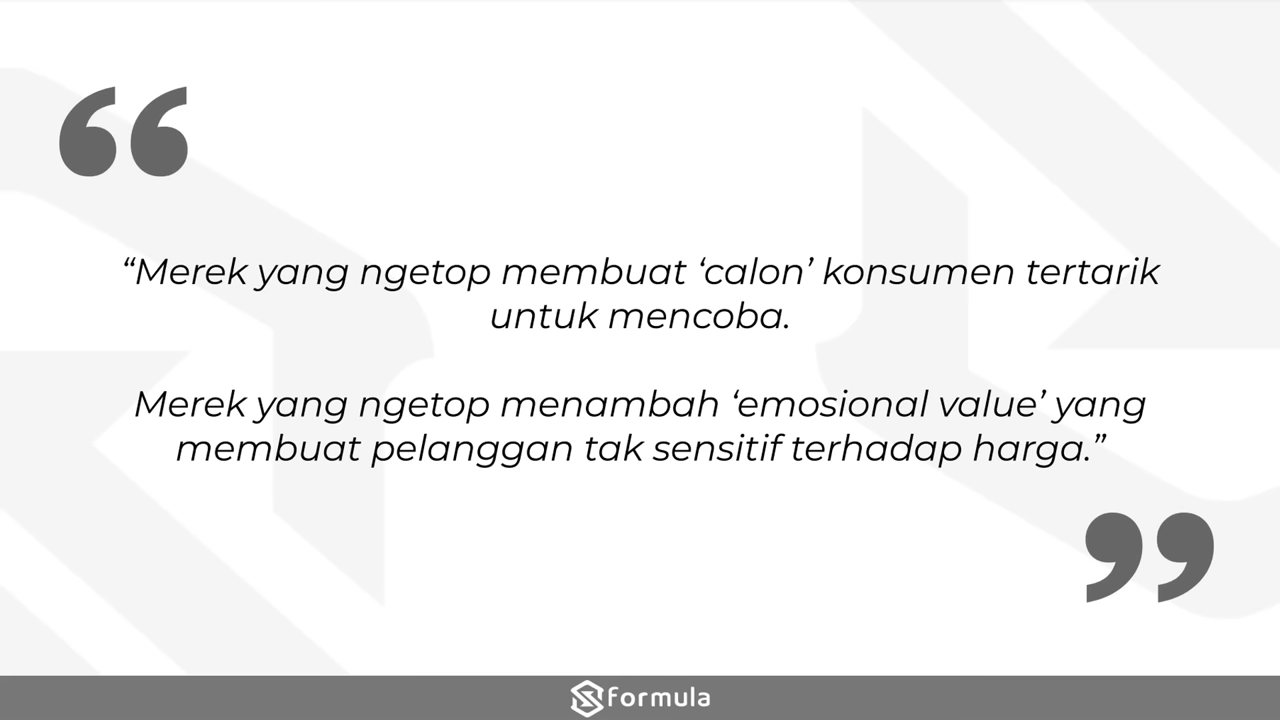 “Merek yang ngetop membuat ‘calon’ konsumen tertarik
untuk mencoba.
Merek yang ngetop menambah ‘emosional value’ yang
membuat pelanggan tak sensitif terhadap harga.”
formula